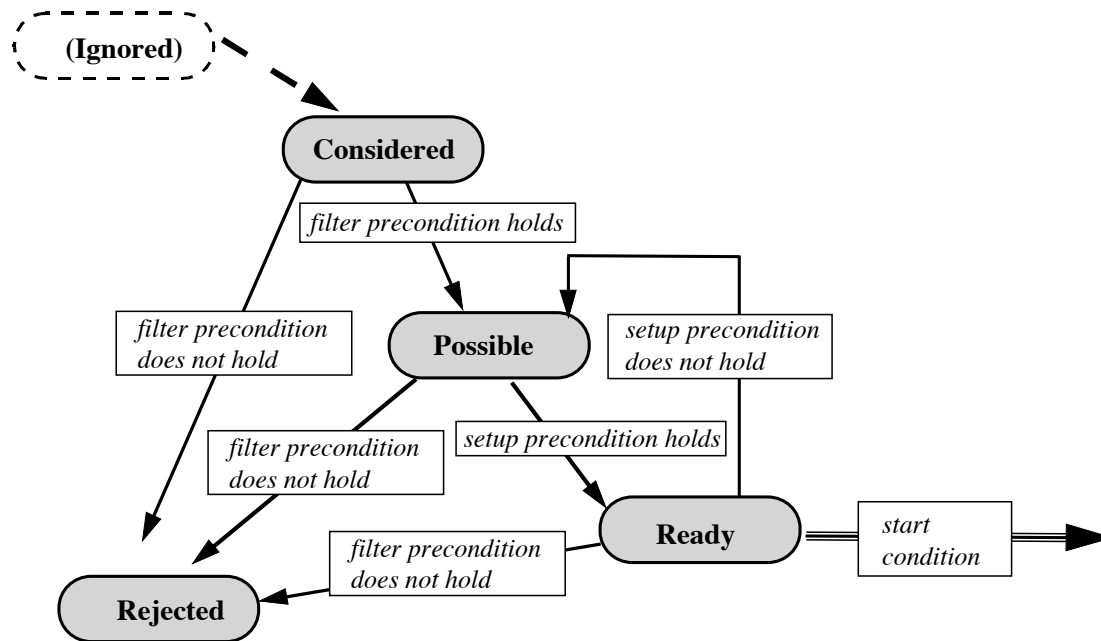 (Ignored)
Considered
filter precondition holds
filter precondition
does not hold
Possible
setup precondition
does not hold
filter precondition
does not hold
setup precondition holds
Ready
start
condition
filter precondition
does not hold
Rejected